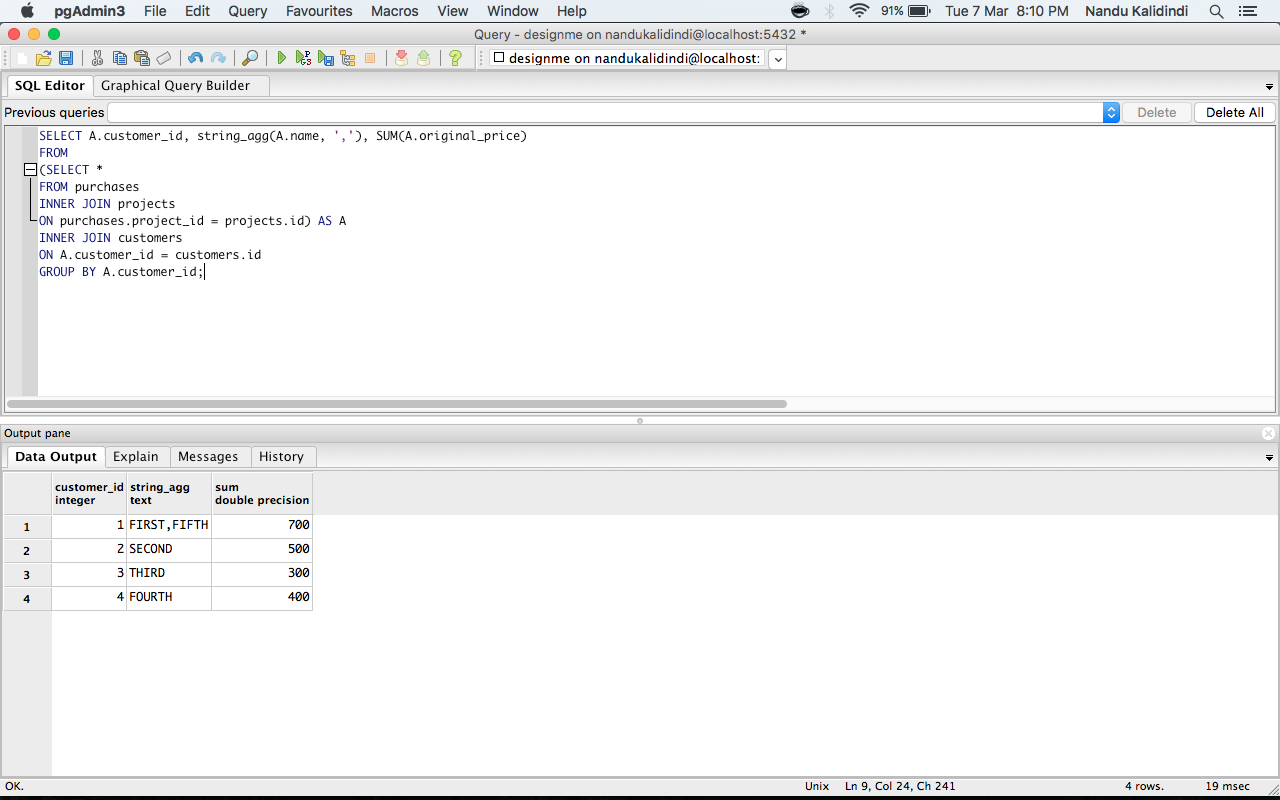 pgAdmin3 File Edit Query Favourites Macros View Window Help 91% Tue 7 Mar 8:10 PM Nandu Kalidindi
Query - designme on nandukalidindi@localhost:5432 *
designme on nandukalidindi@localhost:
SQL Editor Graphical Query Builder
Previous queries Delete Delete All
SELECT A.customer_id, string_agg(A.name, ','), SUM(A.original_price)
FROM
(SELECT *
FROM purchases
INNER JOIN projects
ON purchases.project_id = projects.id) AS A
INNER JOIN customers
ON A.customer_id = customers.id
GROUP BY A.customer_id;
Output pane
Data Output Explain Messages History
customer_id string_agg sum
integer text double precision
1 1 FIRST,FIFTH 700
2 2 SECOND 500
3 3 THIRD 300
4 4 FOURTH 400
OK. Unix Ln 9, Col 24, Ch 241 4 rows. 19 msec